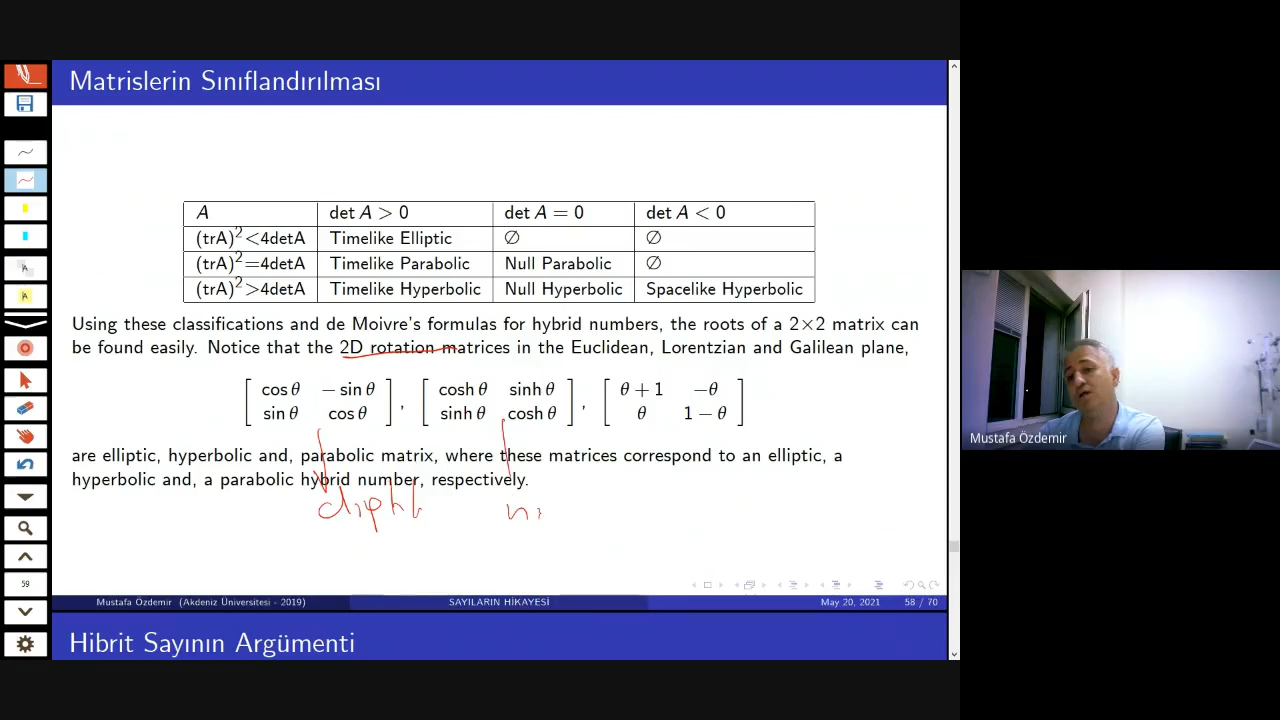 Matrislerin Sınıflandırılması
A det A > 0 det A = 0 det A < 0
(trA)²<4detA Timelike Elliptic ∅ ∅
(trA)²=4detA Timelike Parabolic Null Parabolic ∅
(trA)²>4detA Timelike Hyperbolic Null Hyperbolic Spacelike Hyperbolic
Using these classifications and de Moivre's formulas for hybrid numbers, the roots of a 2×2 matrix can
be found easily. Notice that the 2D rotation matrices in the Euclidean, Lorentzian and Galilean plane,
[ cos θ − sin θ ] , [ cosh θ sinh θ ] , [ θ + 1 −θ ]
[ sin θ cos θ ] [ sinh θ cosh θ ] [ θ 1 − θ ]
are elliptic, hyperbolic and, parabolic matrix, where these matrices correspond to an elliptic, a
hyperbolic and, a parabolic hybrid number, respectively.
Mustafa Özdemir (Akdeniz Üniversitesi - 2019) SAYILARIN HİKAYESİ May 20, 2021 58 / 70
Hibrit Sayının Argümenti
59
Mustafa Özdemir